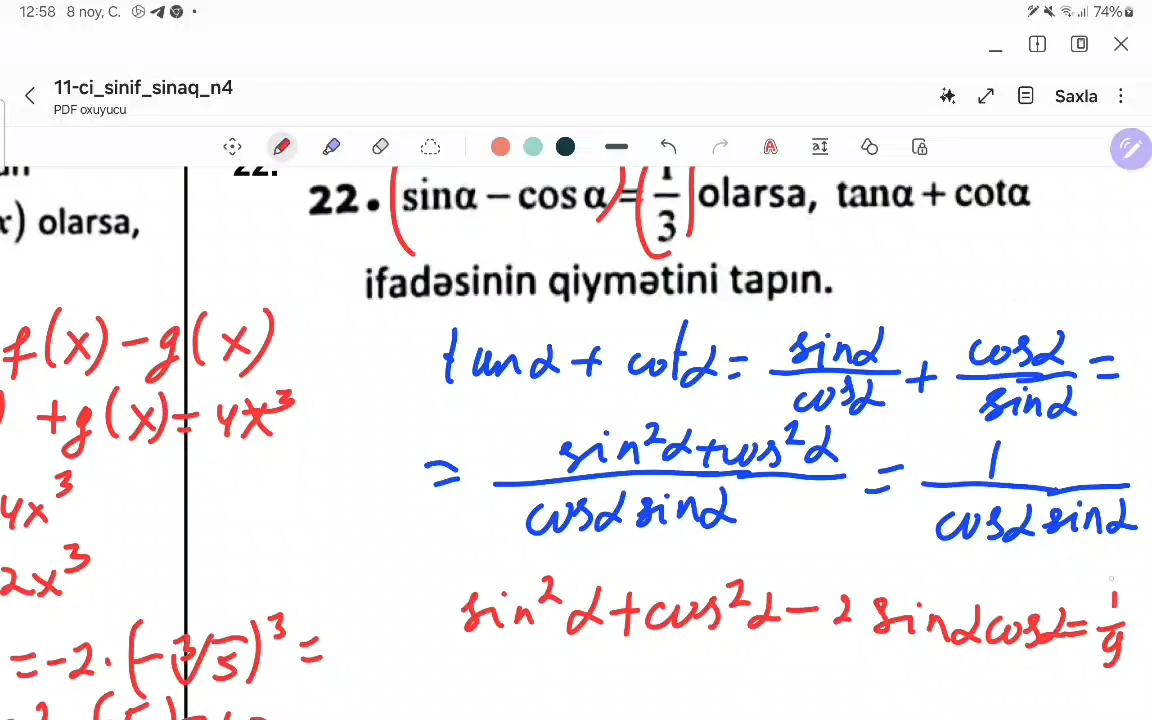 12:58 8 noy, C. 74%
11-ci_sinif_sinaq_n4
PDF oxuyucu
Saxla
22.
x) olarsa,
22. (sinα – cos α) = (1/3) olarsa, tanα + cotα
ifadəsinin qiymətini tapın.
f(x) - g(x)
+g(x) = 4x³
4x³
2x³
= -2 · (-∛5)³ =
tanα + cotα = sinα/cosα + cosα/sinα =
= sin²α+cos²α/cosα sinα = 1/cosα sinα
sin²α + cos²α - 2 sinα cosα = 1/9